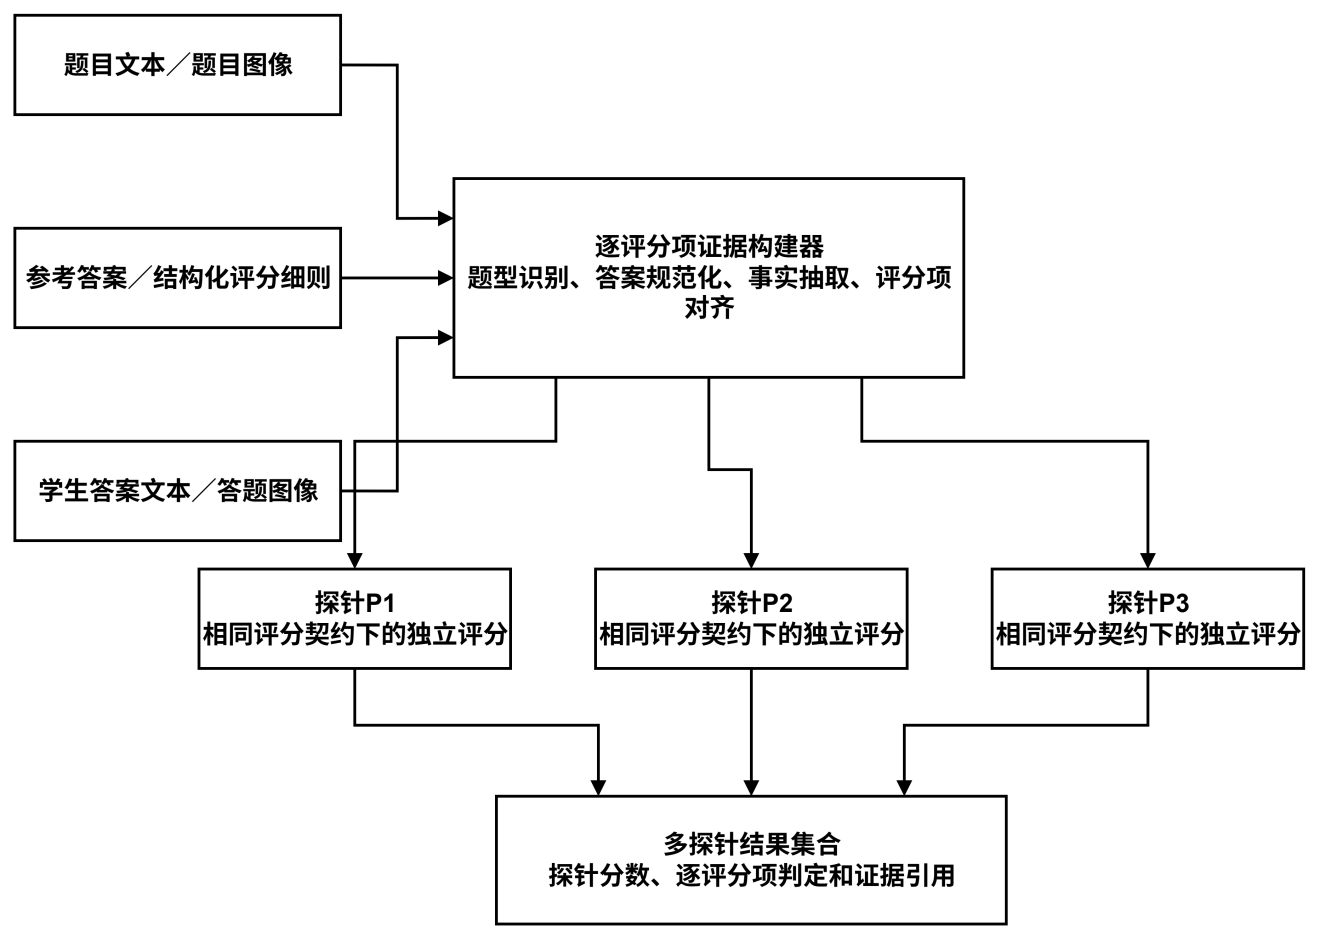 题目文本／题目图像
参考答案／结构化评分细则
学生答案文本／答题图像
逐评分项证据构建器
题型识别、答案规范化、事实抽取、评分项
对齐
探针P1
相同评分契约下的独立评分
探针P2
相同评分契约下的独立评分
探针P3
相同评分契约下的独立评分
多探针结果集合
探针分数、逐评分项判定和证据引用